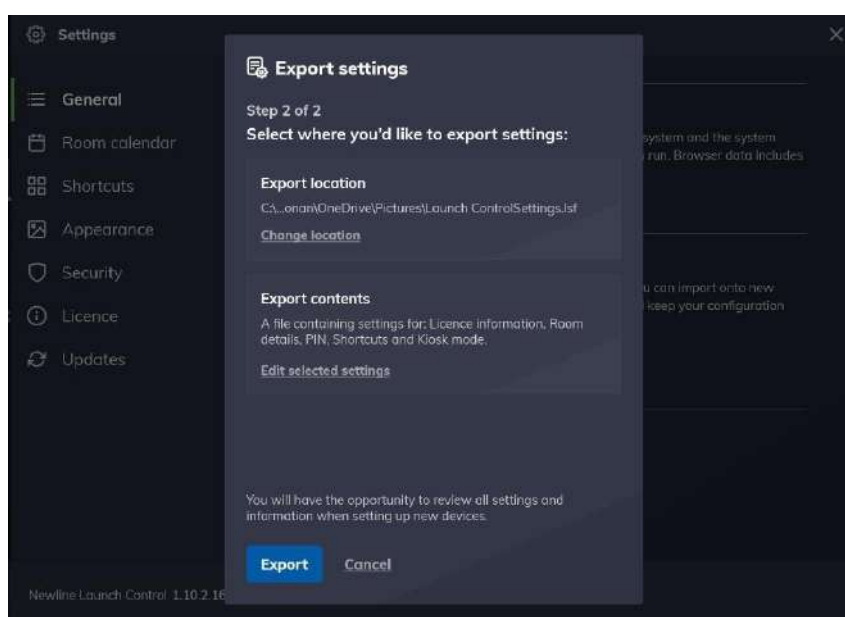 Settings
General
Room calendar
Shortcuts
Appearance
Security
Licence
Updates
Newline Launch Control 1.10.2.16
Export settings
Step 2 of 2
Select where you'd like to export settings:
Export location
C:\...onan\OneDrive\Pictures\Launch ControlSettings.lsf
Change location
Export contents
A file containing settings for: Licence information, Room
details, PIN, Shortcuts and Kiosk mode.
Edit selected settings
You will have the opportunity to review all settings and
information when setting up new devices.
Export Cancel
system and the system
run. Browser data includes
u can import onto new
keep your configuration